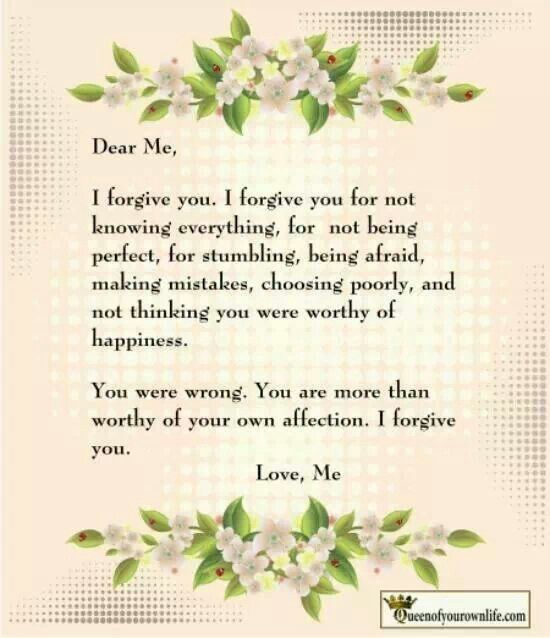 Dear Me,
I forgive you. I forgive you for not
knowing everything, for not being
perfect, for stumbling, being afraid,
making mistakes, choosing poorly, and
not thinking you were worthy of
happiness.
You were wrong. You are more than
worthy of your own affection. I forgive
you.
Love, Me
Queenofyourownlife.com